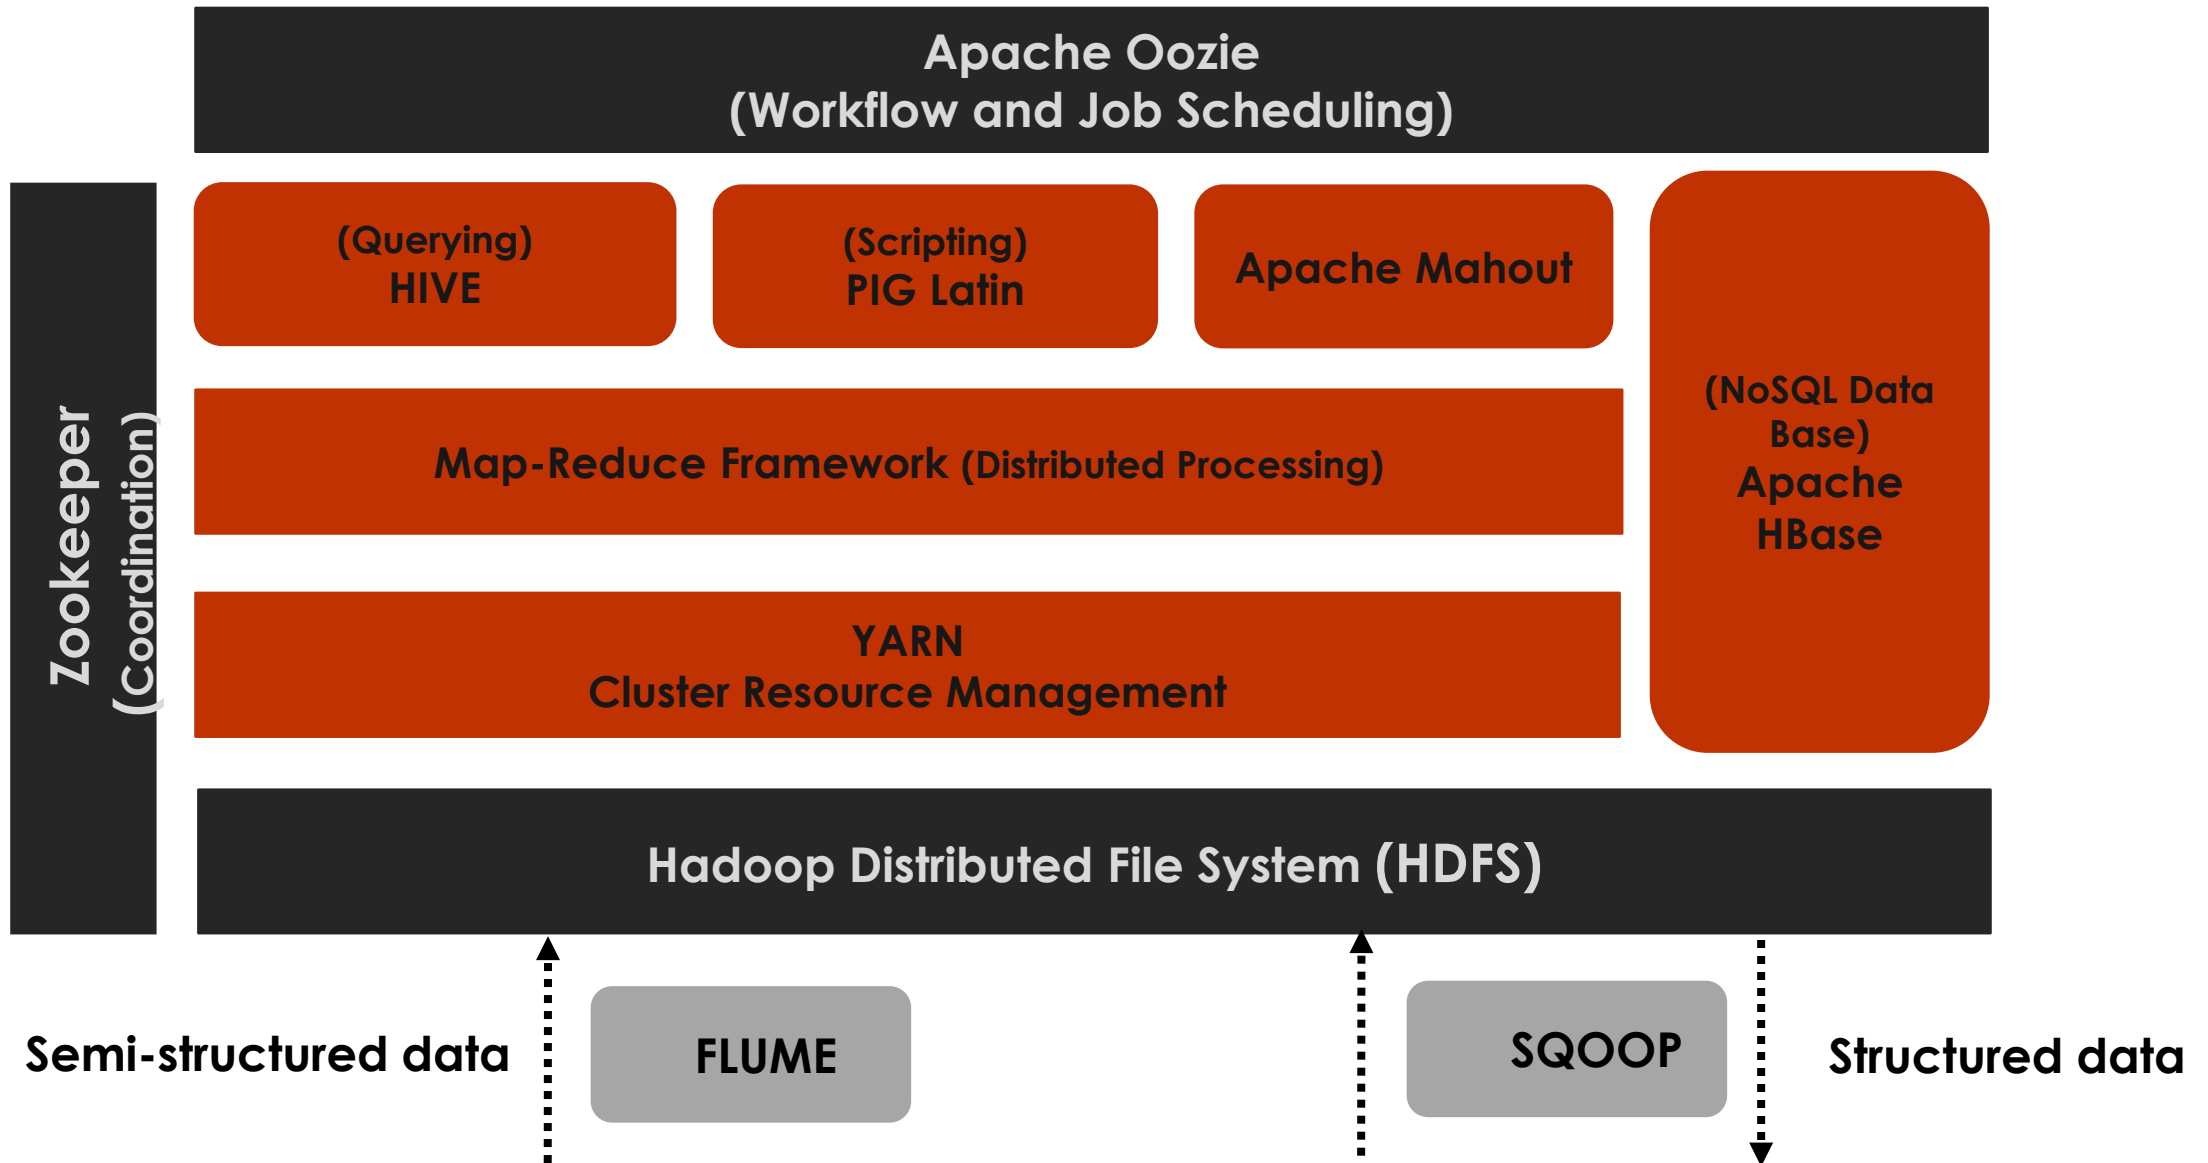 Apache Oozie
(Workflow and Job Scheduling)
Zookeeper
(Coordination)
(Querying)
HIVE
(Scripting)
PIG Latin
Apache Mahout
(NoSQL Data
Base)
Apache
HBase
Map-Reduce Framework (Distributed Processing)
YARN
Cluster Resource Management
Hadoop Distributed File System (HDFS)
Semi-structured data
FLUME
SQOOP
Structured data